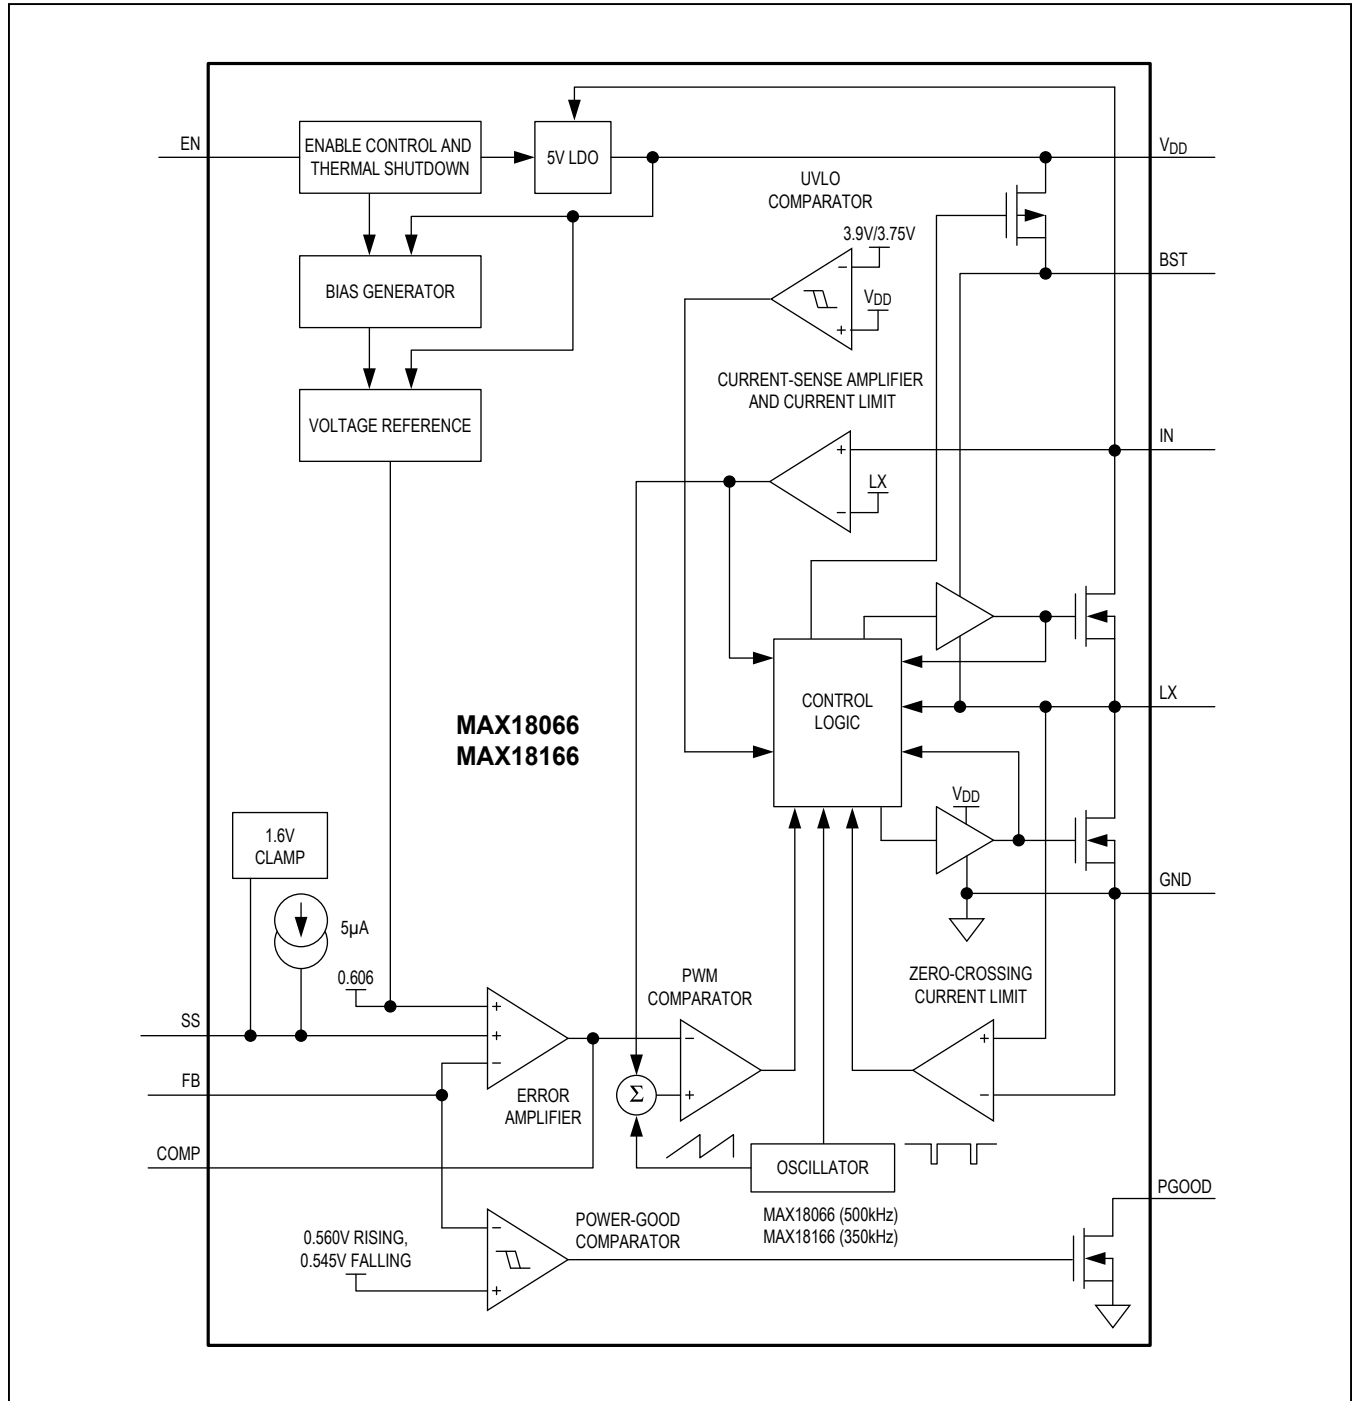 EN
ENABLE CONTROL AND
THERMAL SHUTDOWN
5V LDO
VDD
UVLO
COMPARATOR
3.9V/3.75V
−
VDD
+
BST
BIAS GENERATOR
CURRENT-SENSE AMPLIFIER
AND CURRENT LIMIT
VOLTAGE REFERENCE
+
IN
LX
−
CONTROL
LOGIC
LX
MAX18066
MAX18166
VDD
1.6V
CLAMP
GND
5µA
0.606
PWM
COMPARATOR
ZERO-CROSSING
CURRENT LIMIT
SS
+
+
−
−
+
FB
ERROR
AMPLIFIER
Σ
+
−
COMP
OSCILLATOR
PGOOD
MAX18066 (500kHz)
MAX18166 (350kHz)
POWER-GOOD
COMPARATOR
0.560V RISING,
0.545V FALLING
−
+